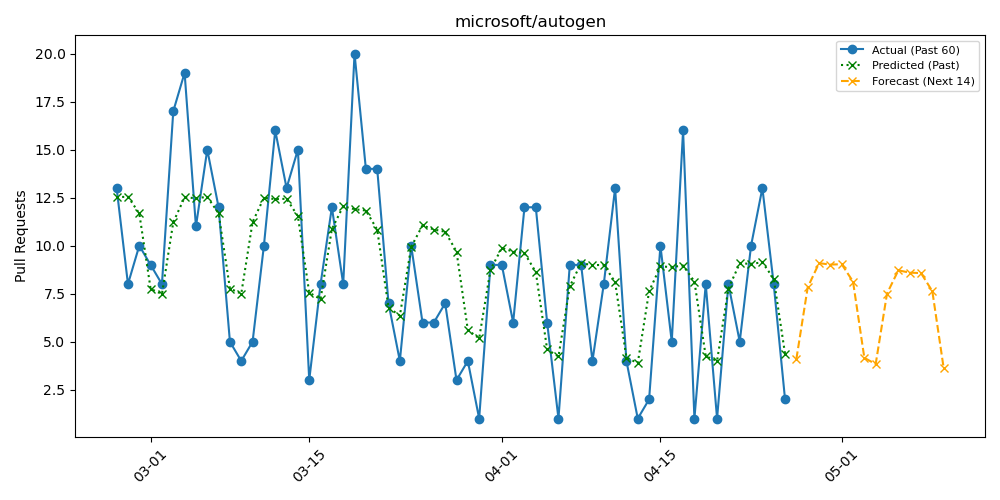 microsoft/autogen
Actual (Past 60)
Predicted (Past)
Forecast (Next 14)
Pull Requests
20.0
17.5
15.0
12.5
10.0
7.5
5.0
2.5
03-01
03-15
04-01
04-15
05-01